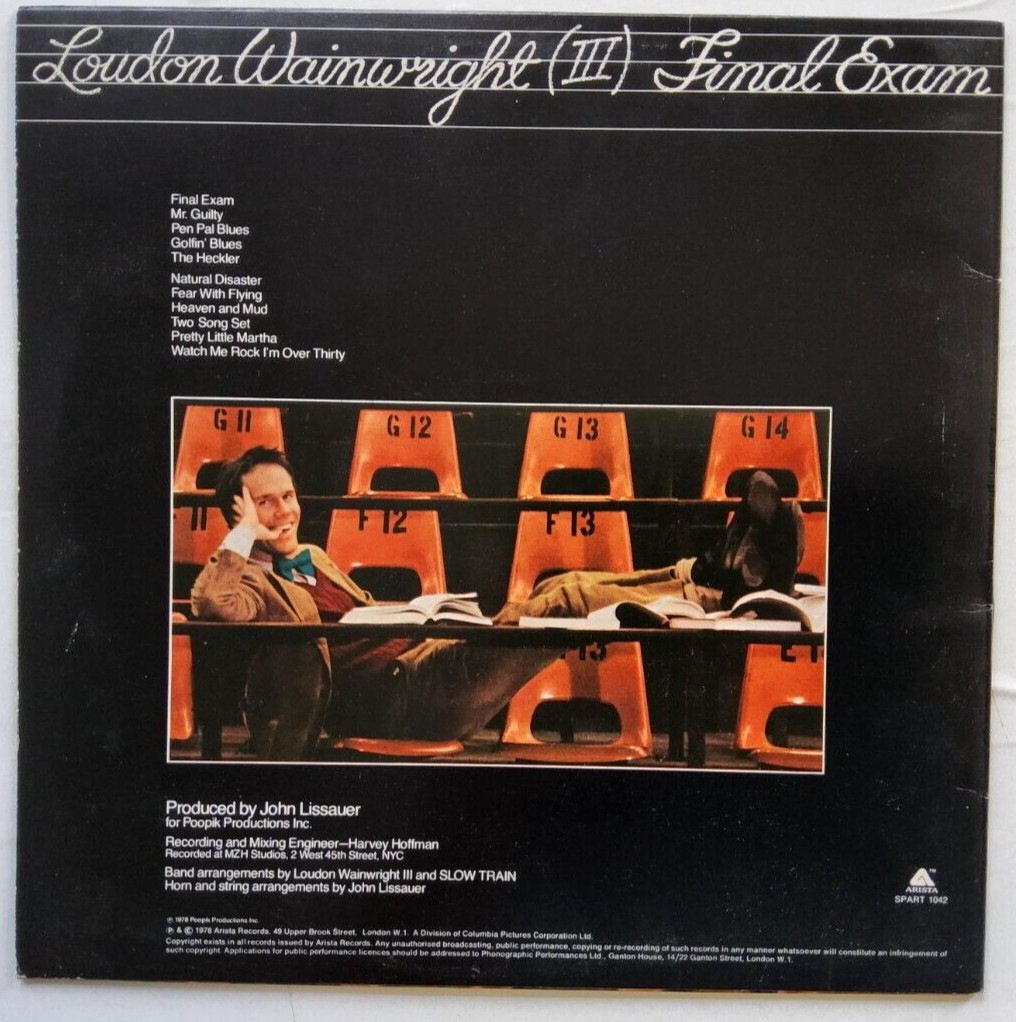 Loudon Wainwright (III) Final Exam
Final Exam
Mr. Guilty
Pen Pal Blues
Golfin' Blues
The Heckler
Natural Disaster
Fear With Flying
Heaven and Mud
Two Song Set
Pretty Little Martha
Watch Me Rock I'm Over Thirty
G 11 G 12 G 13 G 14
11 F 12 F 13
13 E 1
Produced by John Lissauer
for Poopik Productions Inc.
Recording and Mixing Engineer—Harvey Hoffman
Recorded at MZH Studios, 2 West 45th Street, NYC
Band arrangements by Loudon Wainwright III and SLOW TRAIN
Horn and string arrangements by John Lissauer
ARISTA™
SPART 1042
℗ 1978 Poopik Productions Inc.
℗ & © 1978 Arista Records. 49 Upper Brook Street, London W.1. A Division of Columbia Pictures Corporation Ltd.
Copyright exists in all records issued by Arista Records. Any unauthorised broadcasting, public performance, copying or re-recording of such records in any manner whatsoever will constitute an infringement of
such copyright. Applications for public performance licences should be addressed to Phonographic Performances Ltd., Ganton House, 14/22 Ganton Street, London W.1.